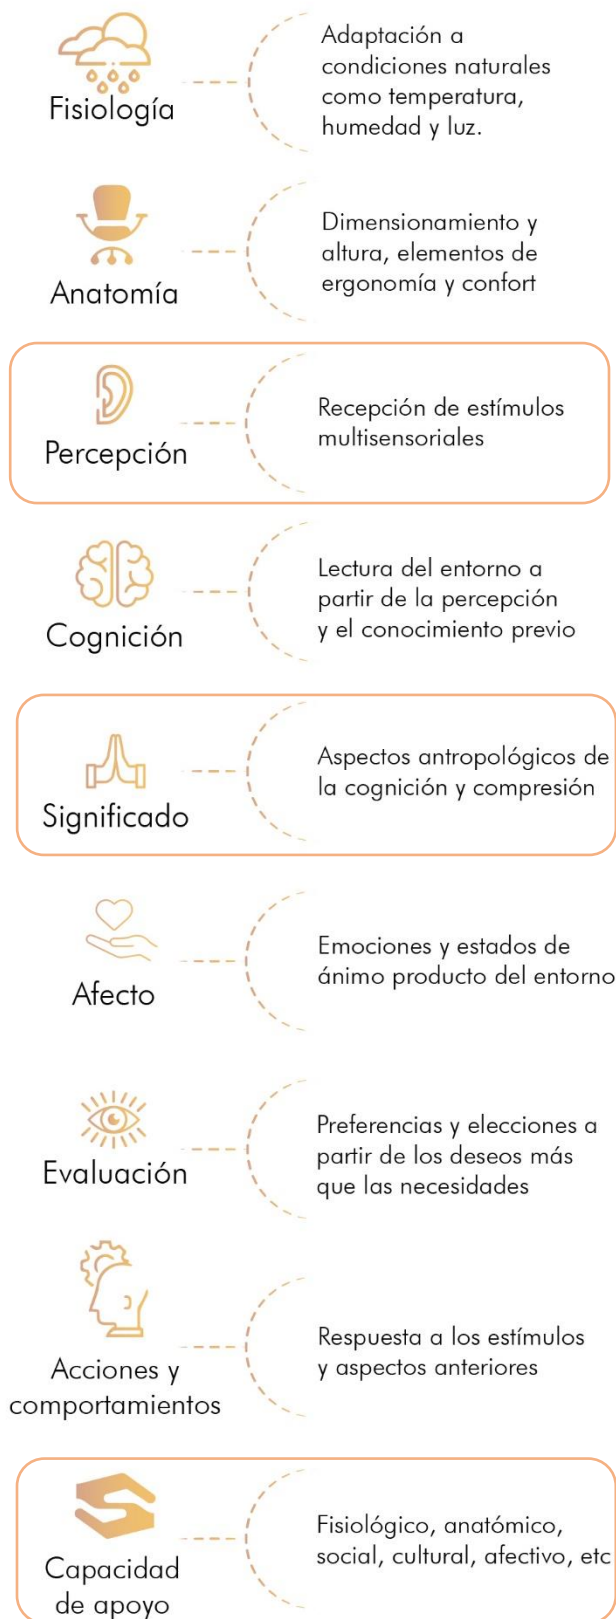 Fisiología
Adaptación a
condiciones naturales
como temperatura,
humedad y luz.
Anatomía
Dimensionamiento y
altura, elementos de
ergonomía y confort
Percepción
Recepción de estímulos
multisensoriales
Cognición
Lectura del entorno a
partir de la percepción
y el conocimiento previo
Significado
Aspectos antropológicos de
la cognición y compresión
Afecto
Emociones y estados de
ánimo producto del entorno
Evaluación
Preferencias y elecciones a
partir de los deseos más
que las necesidades
Acciones y
comportamientos
Respuesta a los estímulos
y aspectos anteriores
Capacidad
de apoyo
Fisiológico, anatómico,
social, cultural, afectivo, etc